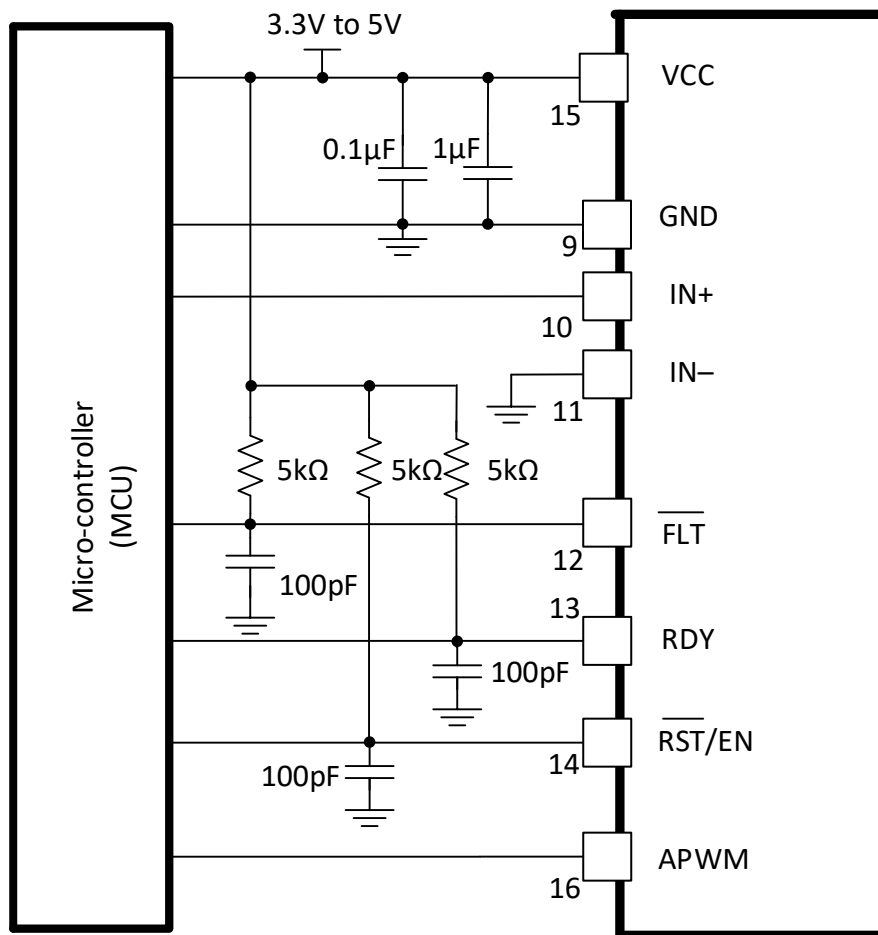 3.3V to 5V
VCC
15
0.1µF
1µF
GND
9
IN+
10
IN–
11
Micro-controller
(MCU)
5kΩ
5kΩ
5kΩ
FLT
12
100pF
13
RDY
100pF
RST/EN
14
100pF
APWM
16